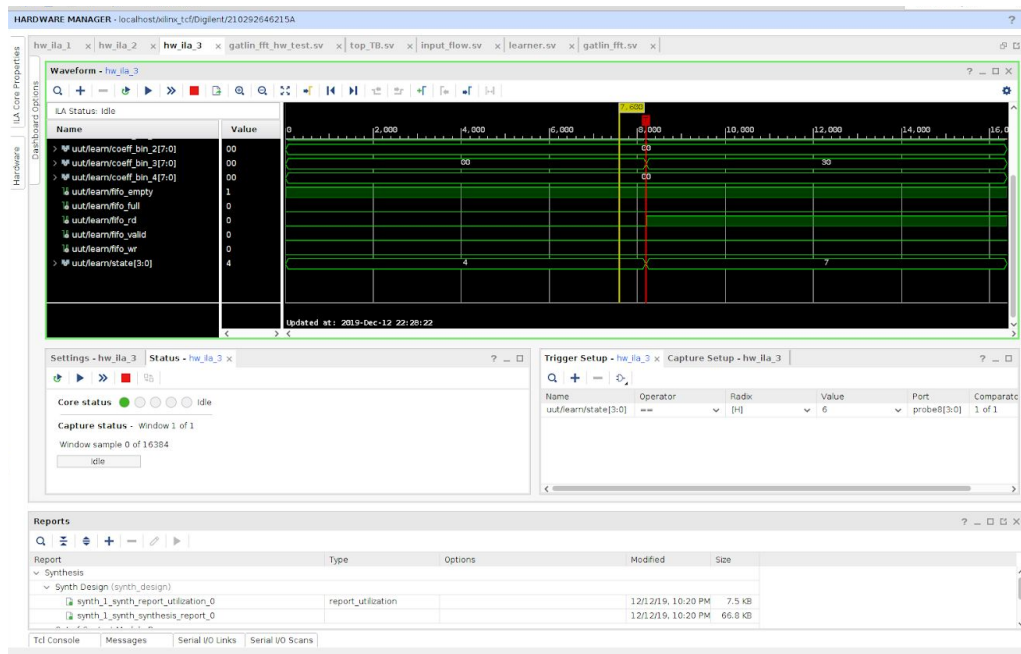 HARDWARE MANAGER - localhost/xilinx_tcf/Digilent/210292646215A ?
hw_ila_1 × hw_ila_2 × hw_ila_3 × gatlin_fft_hw_test.sv × top_TB.sv × input_flow.sv × learner.sv × gatlin_fft.sv ×
ILA Core Properties
Hardware
Dashboard Options
Waveform - hw_ila_3
ILA Status: Idle
Name Value
7,600
0 2,000 4,000 6,000 8,000 10,000 12,000 14,000 16,0
uut/learn/coeff_bin_2[7:0] 00 00
uut/learn/coeff_bin_3[7:0] 00 00 30
uut/learn/coeff_bin_4[7:0] 00 00
uut/learn/fifo_empty 1
uut/learn/fifo_full 0
uut/learn/fifo_rd 0
uut/learn/fifo_valid 0
uut/learn/fifo_wr 0
uut/learn/state[3:0] 4 4 7
Updated at: 2019-Dec-12 22:28:22
Settings - hw_ila_3 Status - hw_ila_3 ×
Core status Idle
Capture status - Window 1 of 1
Window sample 0 of 16384
Idle
Trigger Setup - hw_ila_3 × Capture Setup - hw_ila_3
Name Operator Radix Value Port Comparatc
uut/learn/state[3:0] == [H] 6 probe8[3:0] 1 of 1
Reports
Report Type Options Modified Size
Synthesis
Synth Design (synth_design)
synth_1_synth_report_utilization_0 report_utilization 12/12/19, 10:20 PM 7.5 KB
synth_1_synth_synthesis_report_0 12/12/19, 10:20 PM 66.8 KB
Tcl Console Messages Serial I/O Links Serial I/O Scans